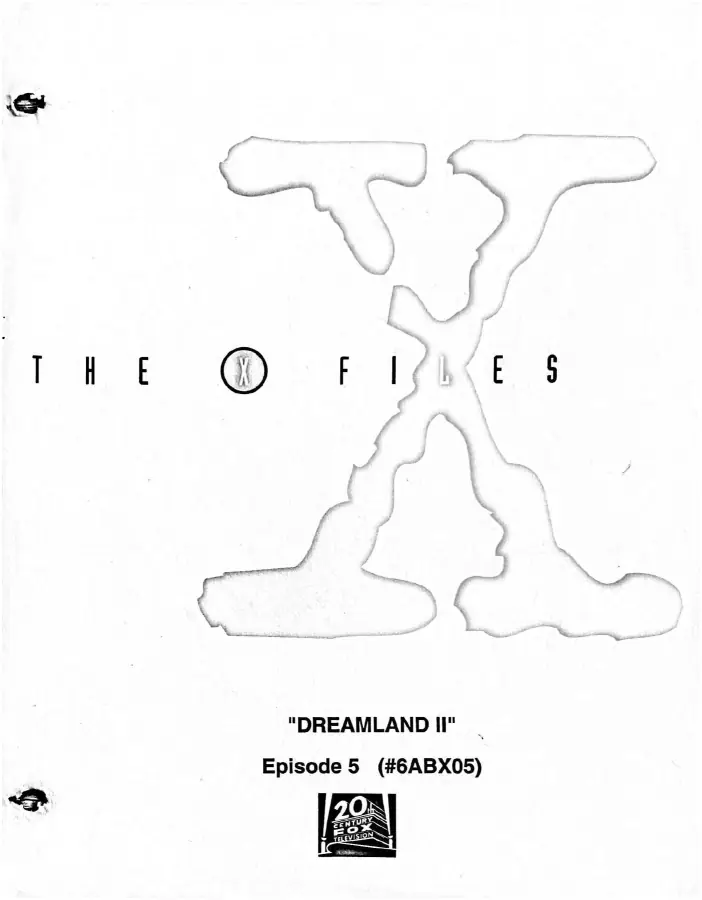 THE X FILES
"DREAMLAND II"
Episode 5 (#6ABX05)
20th
CENTURY
FOX
TELEVISION